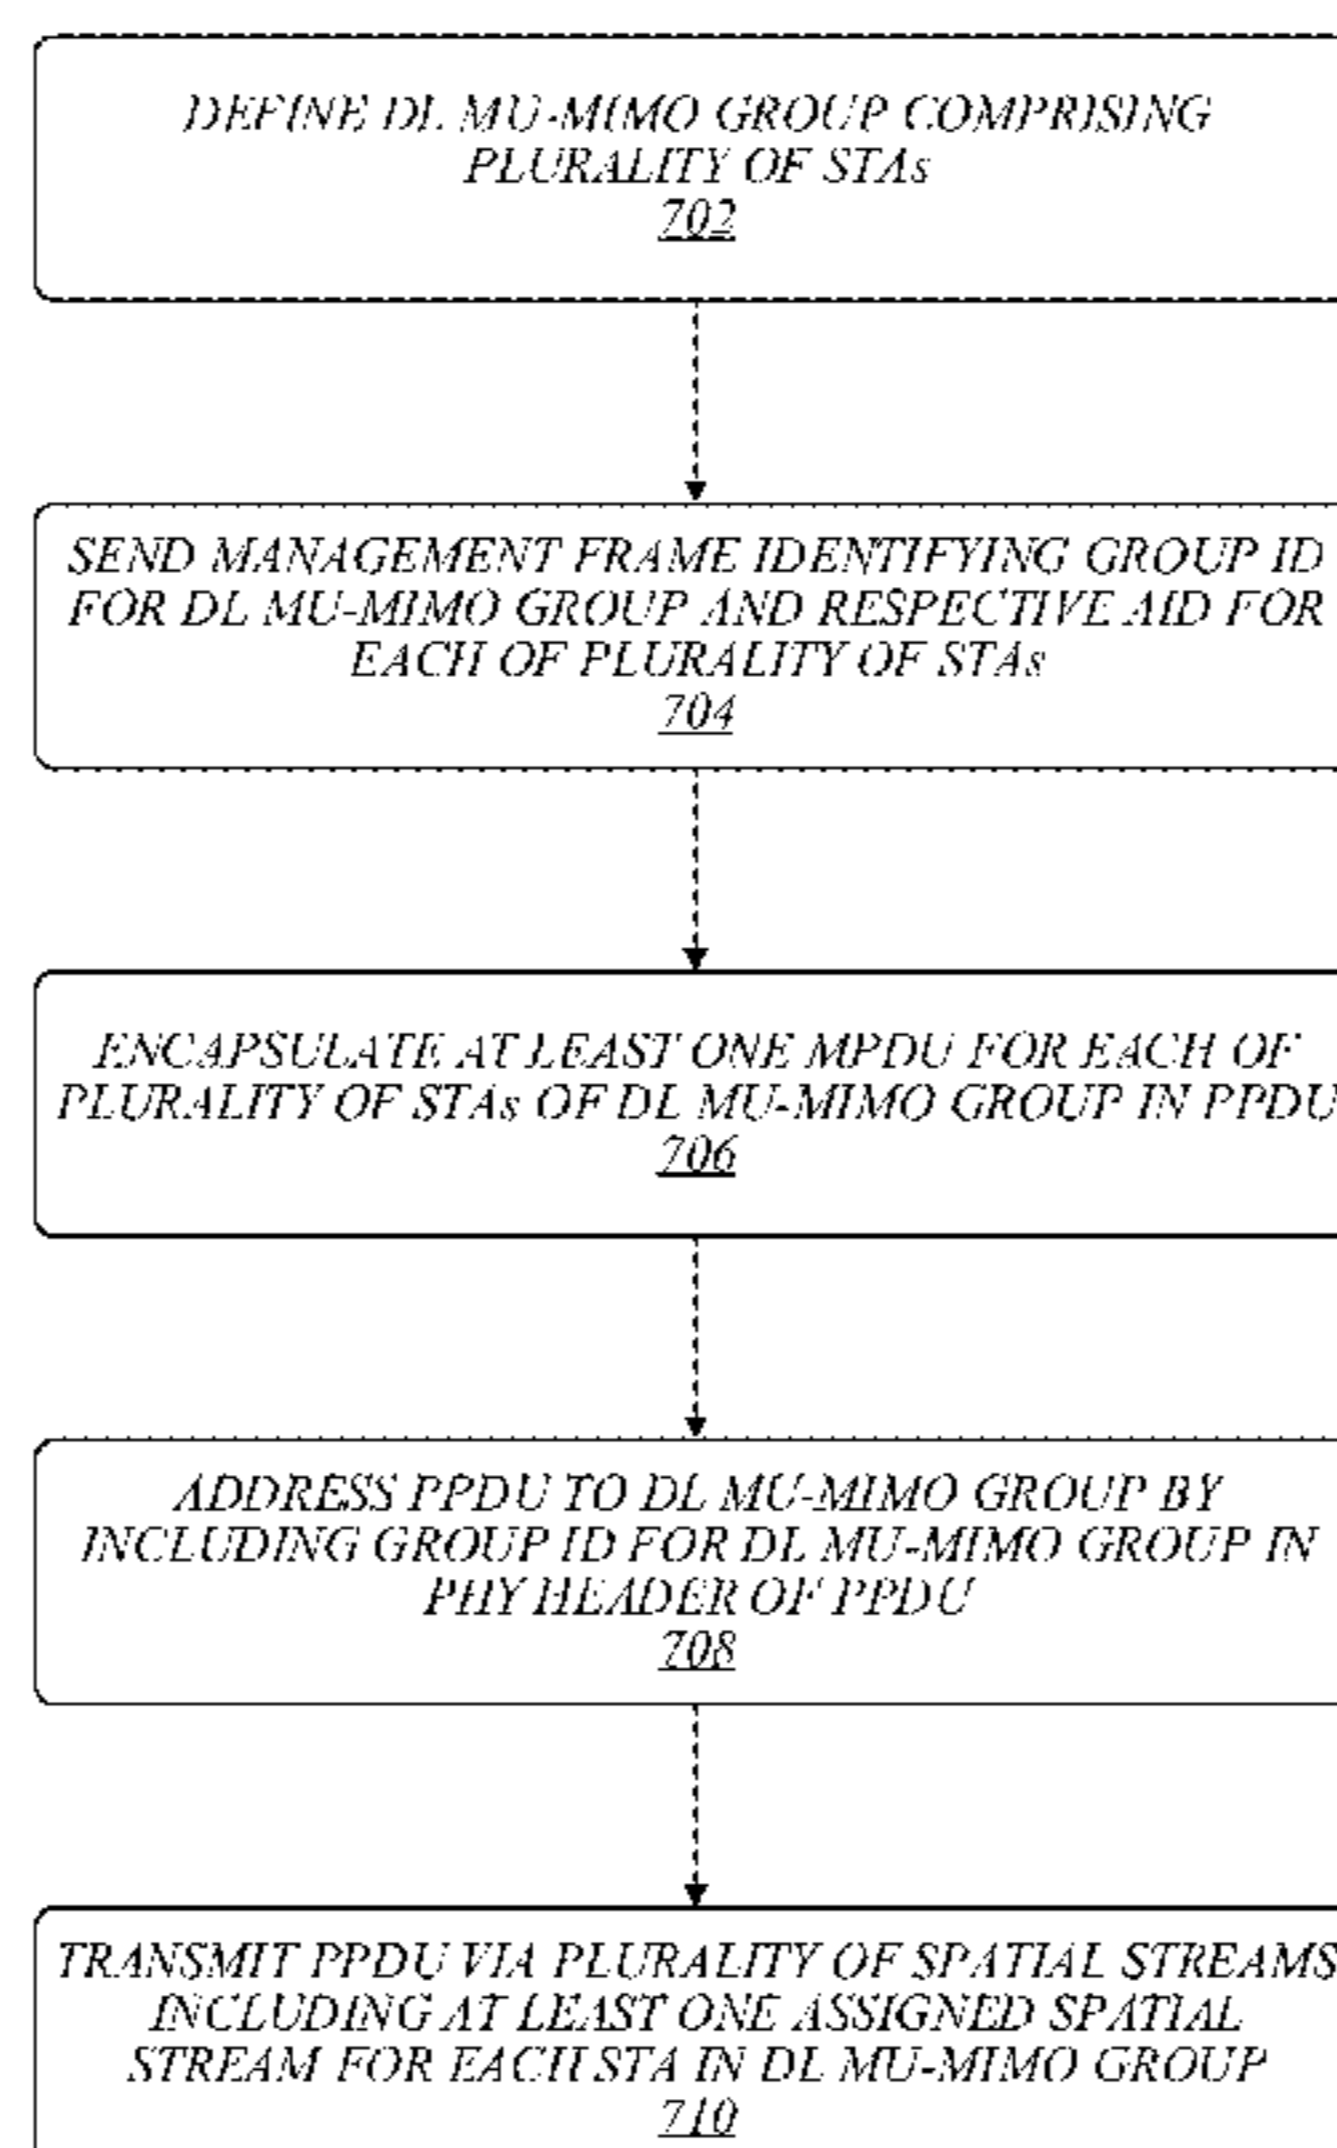 DEFINE DL MU-MIMO GROUP COMPRISING
PLURALITY OF STAs
702
SEND MANAGEMENT FRAME IDENTIFYING GROUP ID
FOR DL MU-MIMO GROUP AND RESPECTIVE AID FOR
EACH OF PLURALITY OF STAs
704
ENCAPSULATE AT LEAST ONE MPDU FOR EACH OF
PLURALITY OF STAs OF DL MU-MIMO GROUP IN PPDU
706
ADDRESS PPDU TO DL MU-MIMO GROUP BY
INCLUDING GROUP ID FOR DL MU-MIMO GROUP IN
PHY HEADER OF PPDU
708
TRANSMIT PPDU VIA PLURALITY OF SPATIAL STREAMS
INCLUDING AT LEAST ONE ASSIGNED SPATIAL
STREAM FOR EACH STA IN DL MU-MIMO GROUP
710